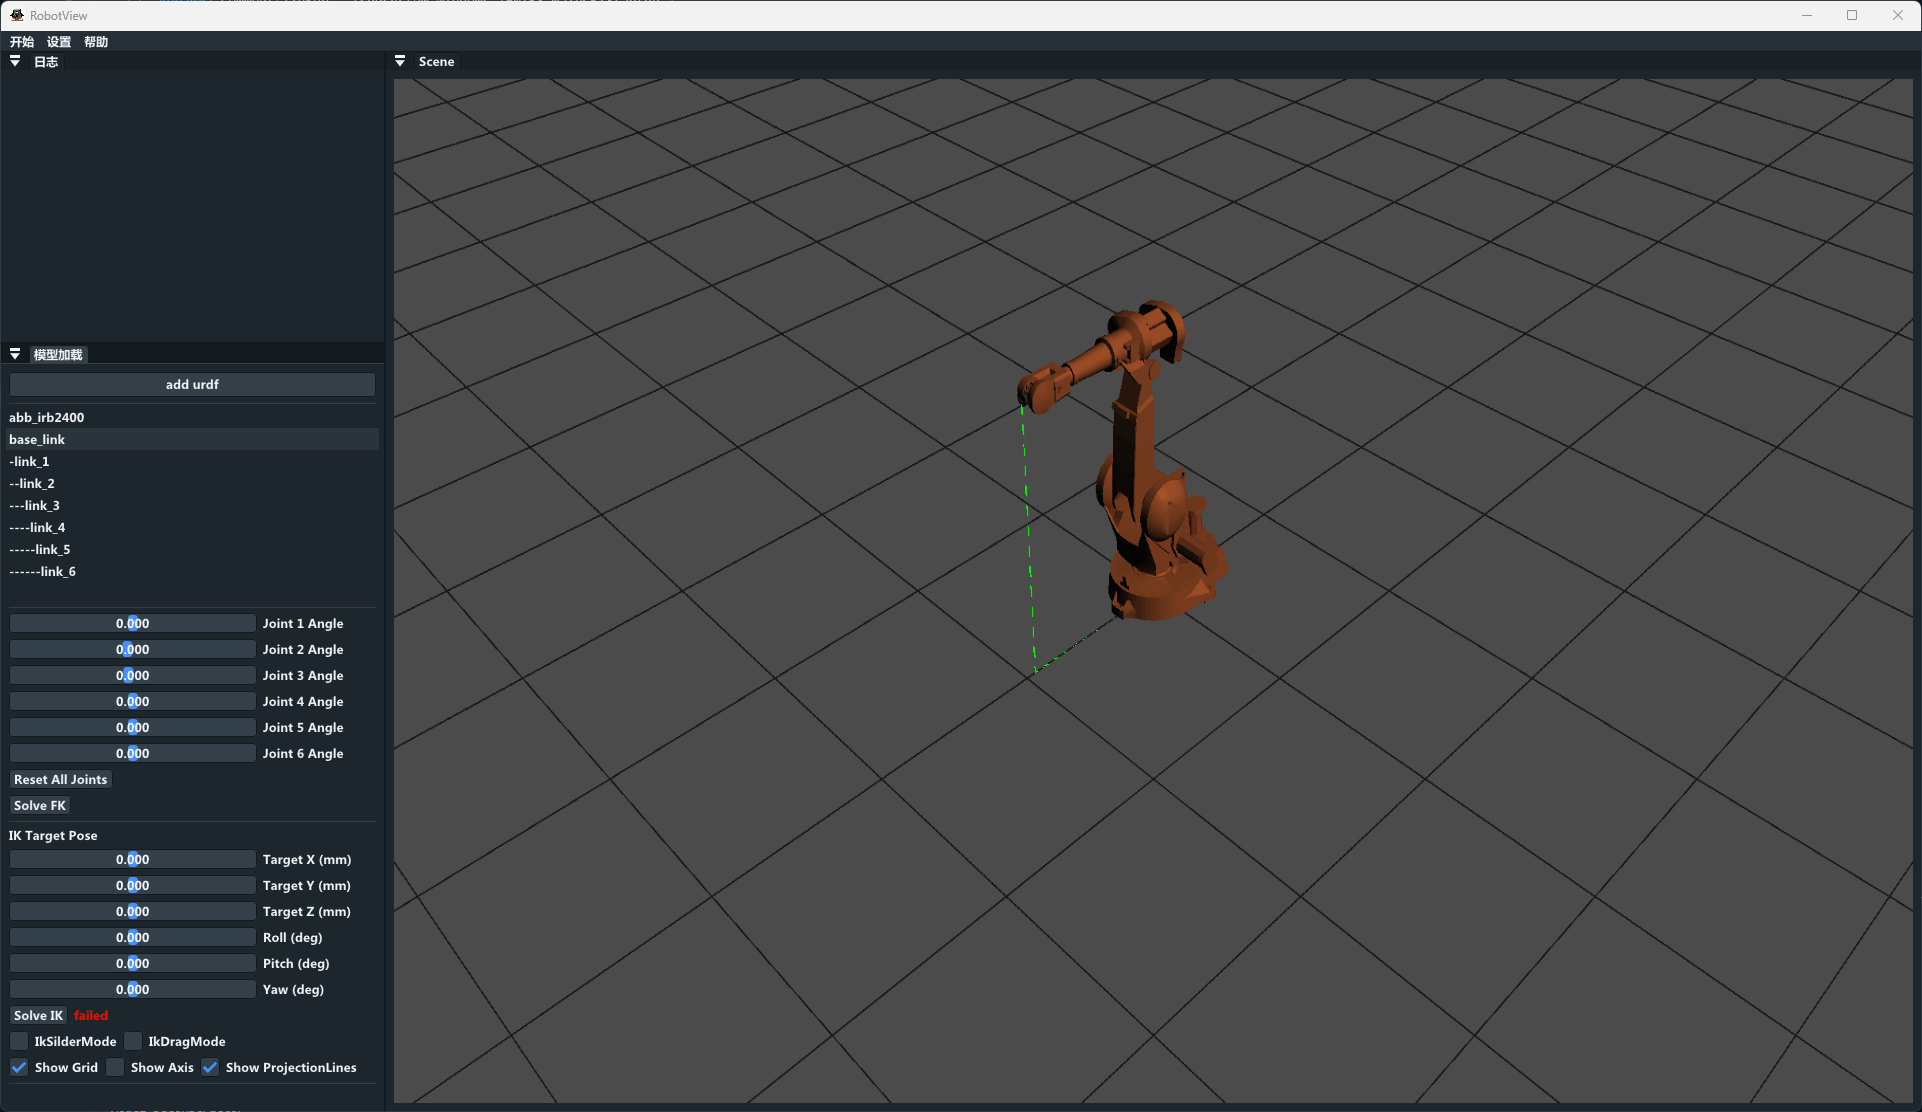 RobotView
开始 设置 帮助
日志
Scene
模型加载
add urdf
abb_irb2400
base_link
-link_1
--link_2
---link_3
----link_4
-----link_5
------link_6
0.000 Joint 1 Angle
0.000 Joint 2 Angle
0.000 Joint 3 Angle
0.000 Joint 4 Angle
0.000 Joint 5 Angle
0.000 Joint 6 Angle
Reset All Joints
Solve FK
IK Target Pose
0.000 Target X (mm)
0.000 Target Y (mm)
0.000 Target Z (mm)
0.000 Roll (deg)
0.000 Pitch (deg)
0.000 Yaw (deg)
Solve IK failed
IkSilderMode IkDragMode
Show Grid Show Axis Show ProjectionLines